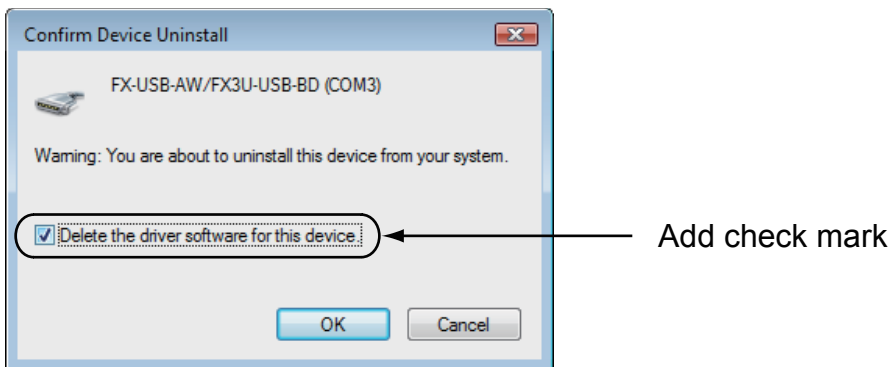 Confirm Device Uninstall
FX-USB-AW/FX3U-USB-BD (COM3)
Warning: You are about to uninstall this device from your system.
Delete the driver software for this device.
Add check mark
OK
Cancel